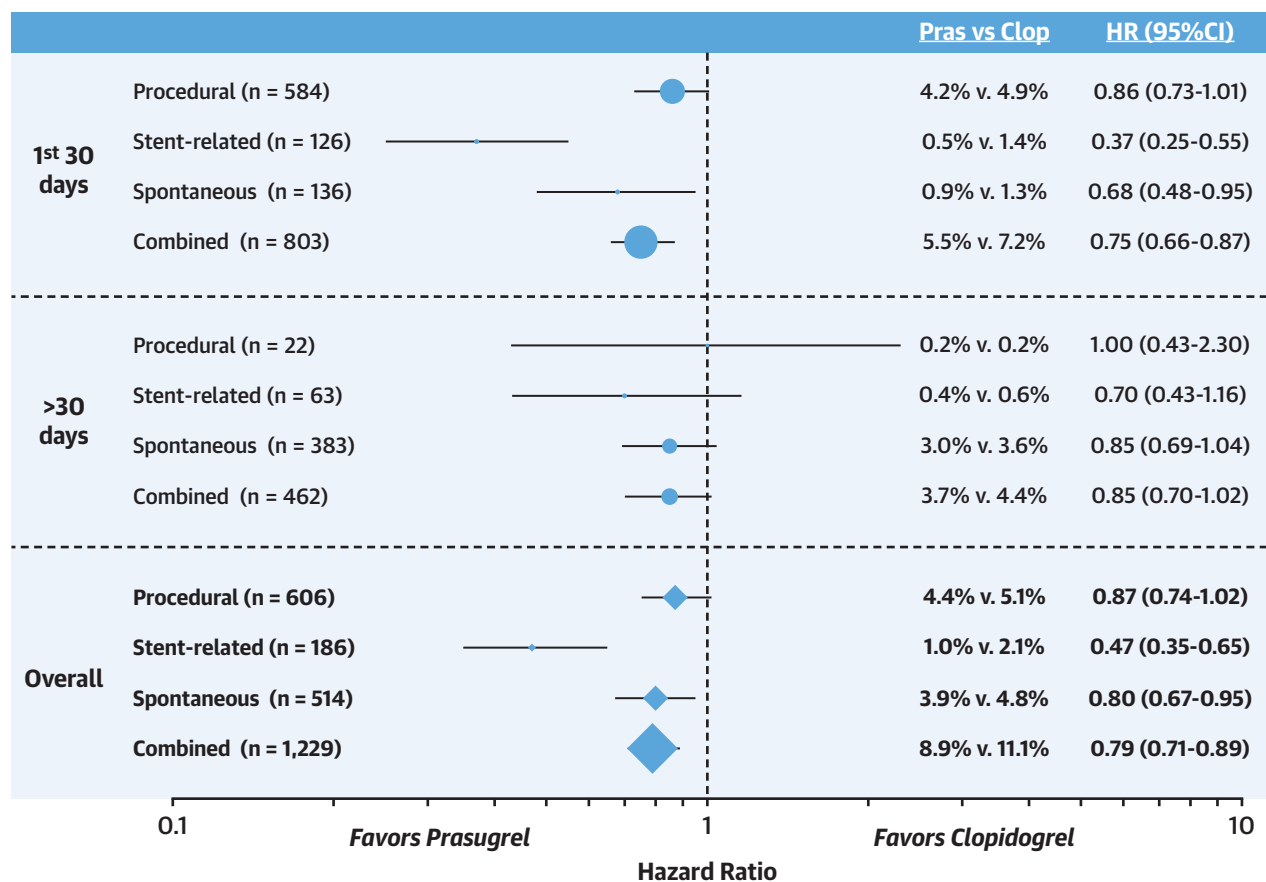 Pras vs Clop HR (95%CI)
1st 30 days
Procedural (n = 584) 4.2% v. 4.9% 0.86 (0.73-1.01)
Stent-related (n = 126) 0.5% v. 1.4% 0.37 (0.25-0.55)
Spontaneous (n = 136) 0.9% v. 1.3% 0.68 (0.48-0.95)
Combined (n = 803) 5.5% v. 7.2% 0.75 (0.66-0.87)
>30 days
Procedural (n = 22) 0.2% v. 0.2% 1.00 (0.43-2.30)
Stent-related (n = 63) 0.4% v. 0.6% 0.70 (0.43-1.16)
Spontaneous (n = 383) 3.0% v. 3.6% 0.85 (0.69-1.04)
Combined (n = 462) 3.7% v. 4.4% 0.85 (0.70-1.02)
Overall
Procedural (n = 606) 4.4% v. 5.1% 0.87 (0.74-1.02)
Stent-related (n = 186) 1.0% v. 2.1% 0.47 (0.35-0.65)
Spontaneous (n = 514) 3.9% v. 4.8% 0.80 (0.67-0.95)
Combined (n = 1,229) 8.9% v. 11.1% 0.79 (0.71-0.89)
0.1 1 10
Favors Prasugrel Favors Clopidogrel
Hazard Ratio